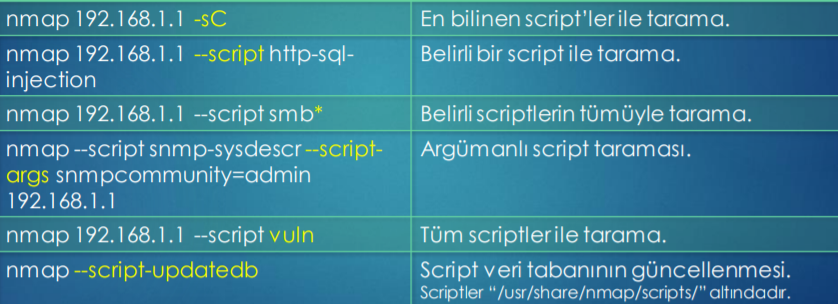 nmap 192.168.1.1 -sC
En bilinen script’ler ile tarama.
nmap 192.168.1.1 --script http-sql-
injection
Belirli bir script ile tarama.
nmap 192.168.1.1 --script smb*
Belirli scriptlerin tümüyle tarama.
nmap --script snmp-sysdescr --script-
args snmpcommunity=admin
192.168.1.1
Argümanlı script taraması.
nmap 192.168.1.1 --script vuln
Tüm scriptler ile tarama.
nmap --script-updatedb
Script veri tabanının güncellenmesi.
Scriptler “/usr/share/nmap/scripts/” altındadır.